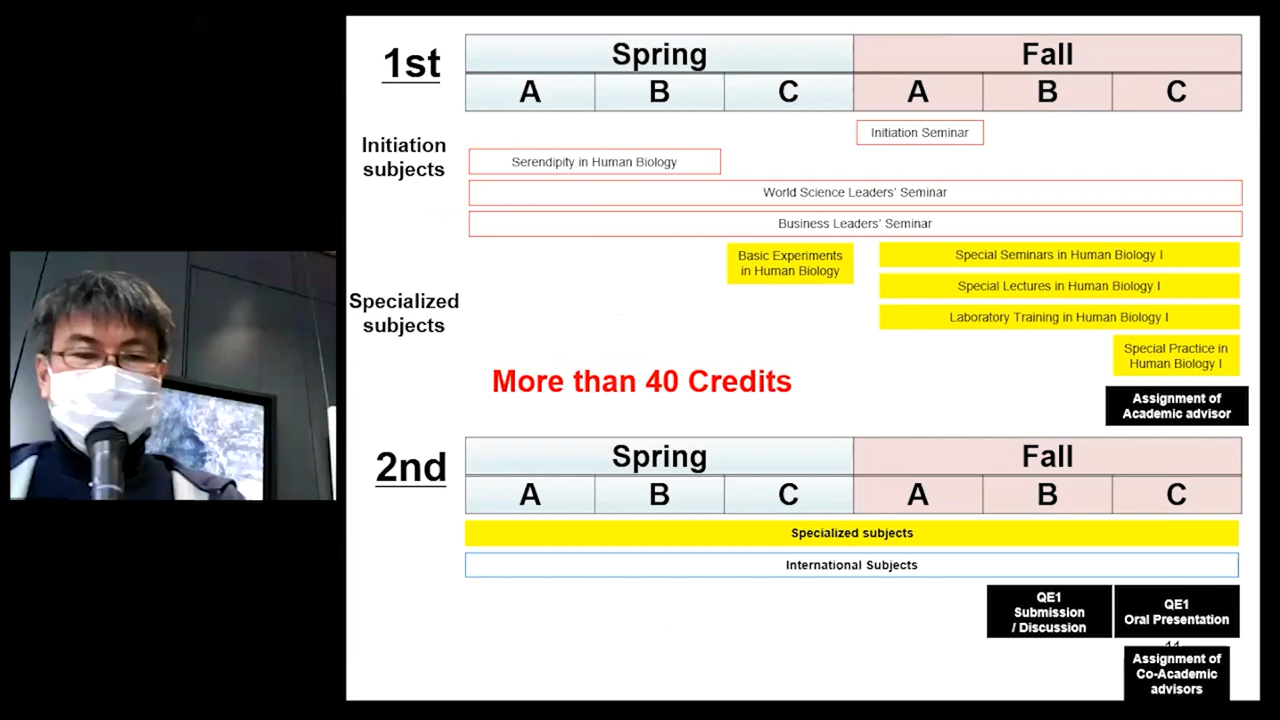 1st
Spring
Fall
A
B
C
A
B
C
Initiation
subjects
Initiation Seminar
Serendipity in Human Biology
World Science Leaders' Seminar
Business Leaders' Seminar
Specialized
subjects
Basic Experiments
in Human Biology
Special Seminars in Human Biology I
Special Lectures in Human Biology I
Laboratory Training in Human Biology I
Special Practice in
Human Biology I
More than 40 Credits
Assignment of
Academic advisor
2nd
Spring
Fall
A
B
C
A
B
C
Specialized subjects
International Subjects
QE1
Submission
/ Discussion
QE1
Oral Presentation
Assignment of
Co-Academic
advisors